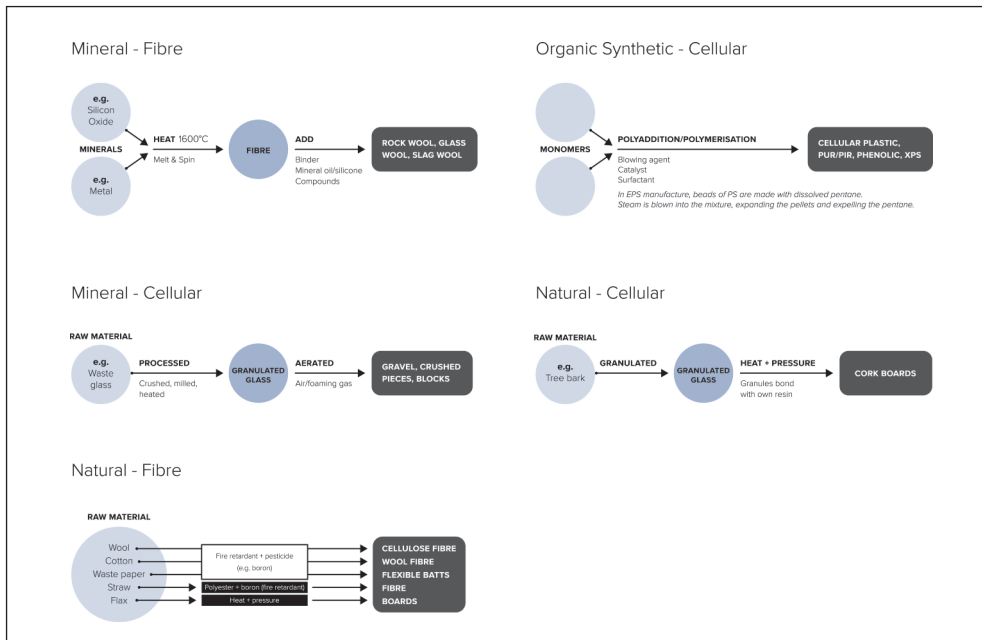 Mineral - Fibre
e.g.
Silicon
Oxide
MINERALS
e.g.
Metal
HEAT 1600°C
Melt & Spin
FIBRE
ADD
Binder
Mineral oil/silicone
Compounds
ROCK WOOL, GLASS
WOOL, SLAG WOOL
Organic Synthetic - Cellular
MONOMERS
POLYADDITION/POLYMERISATION
Blowing agent
Catalyst
Surfactant
In EPS manufacture, beads of PS are made with dissolved pentane.
Steam is blown into the mixture, expanding the pellets and expelling the pentane.
CELLULAR PLASTIC,
PUR/PIR, PHENOLIC, XPS
Mineral - Cellular
RAW MATERIAL
e.g.
Waste
glass
PROCESSED
Crushed, milled,
heated
GRANULATED
GLASS
AERATED
Air/foaming gas
GRAVEL, CRUSHED
PIECES, BLOCKS
Natural - Cellular
RAW MATERIAL
e.g.
Tree bark
GRANULATED
GRANULATED
GLASS
HEAT + PRESSURE
Granules bond
with own resin
CORK BOARDS
Natural - Fibre
RAW MATERIAL
Wool
Cotton
Waste paper
Straw
Flax
Fire retardant + pesticide
(e.g. boron)
Polyester + boron (fire retardant)
Heat + pressure
CELLULOSE FIBRE
WOOL FIBRE
FLEXIBLE BATTS
FIBRE
BOARDS